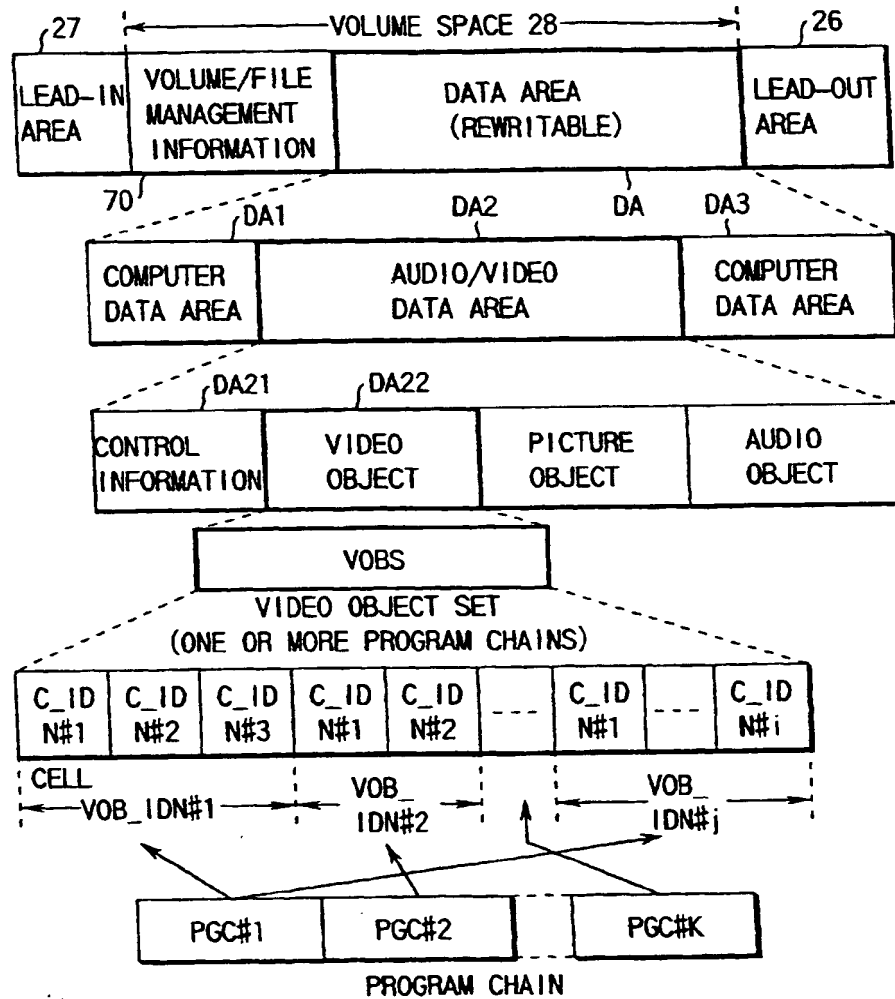 27
VOLUME SPACE 28
26
LEAD-IN
AREA
VOLUME/FILE
MANAGEMENT
INFORMATION
DATA AREA
(REWRITABLE)
LEAD-OUT
AREA
70
DA1
DA2
DA
DA3
COMPUTER
DATA AREA
AUDIO/VIDEO
DATA AREA
COMPUTER
DATA AREA
DA21
DA22
CONTROL
INFORMATION
VIDEO
OBJECT
PICTURE
OBJECT
AUDIO
OBJECT
VOBS
VIDEO OBJECT SET
(ONE OR MORE PROGRAM CHAINS)
C_ID
N#1
C_ID
N#2
C_ID
N#3
C_ID
N#1
C_ID
N#2
C_ID
N#1
C_ID
N#i
CELL
VOB_IDN#1
VOB_
IDN#2
VOB_
IDN#j
PGC#1
PGC#2
PGC#K
PROGRAM CHAIN